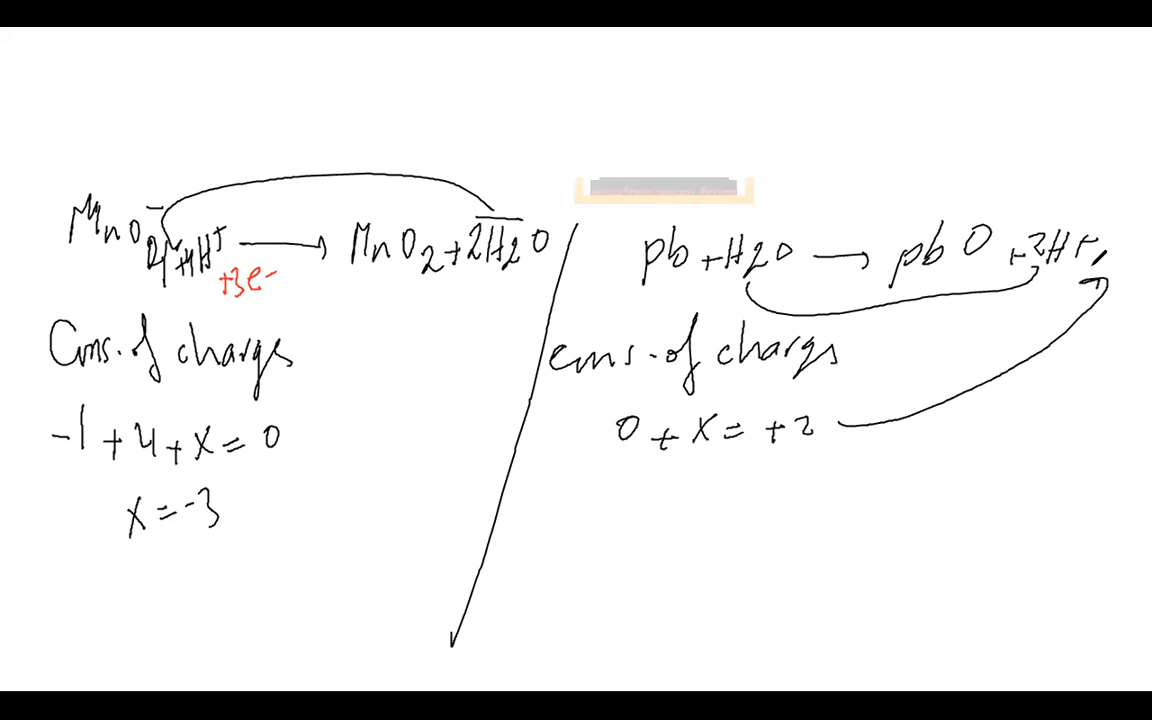 MnO4⁻ + 4H⁺ +3e⁻ → MnO2 + 2H2O
Cons. of charges
-1 + 4 + x = 0
x = -3
pb + H2O → pbO + 2H+
cons. of chargs
0 + x = +2